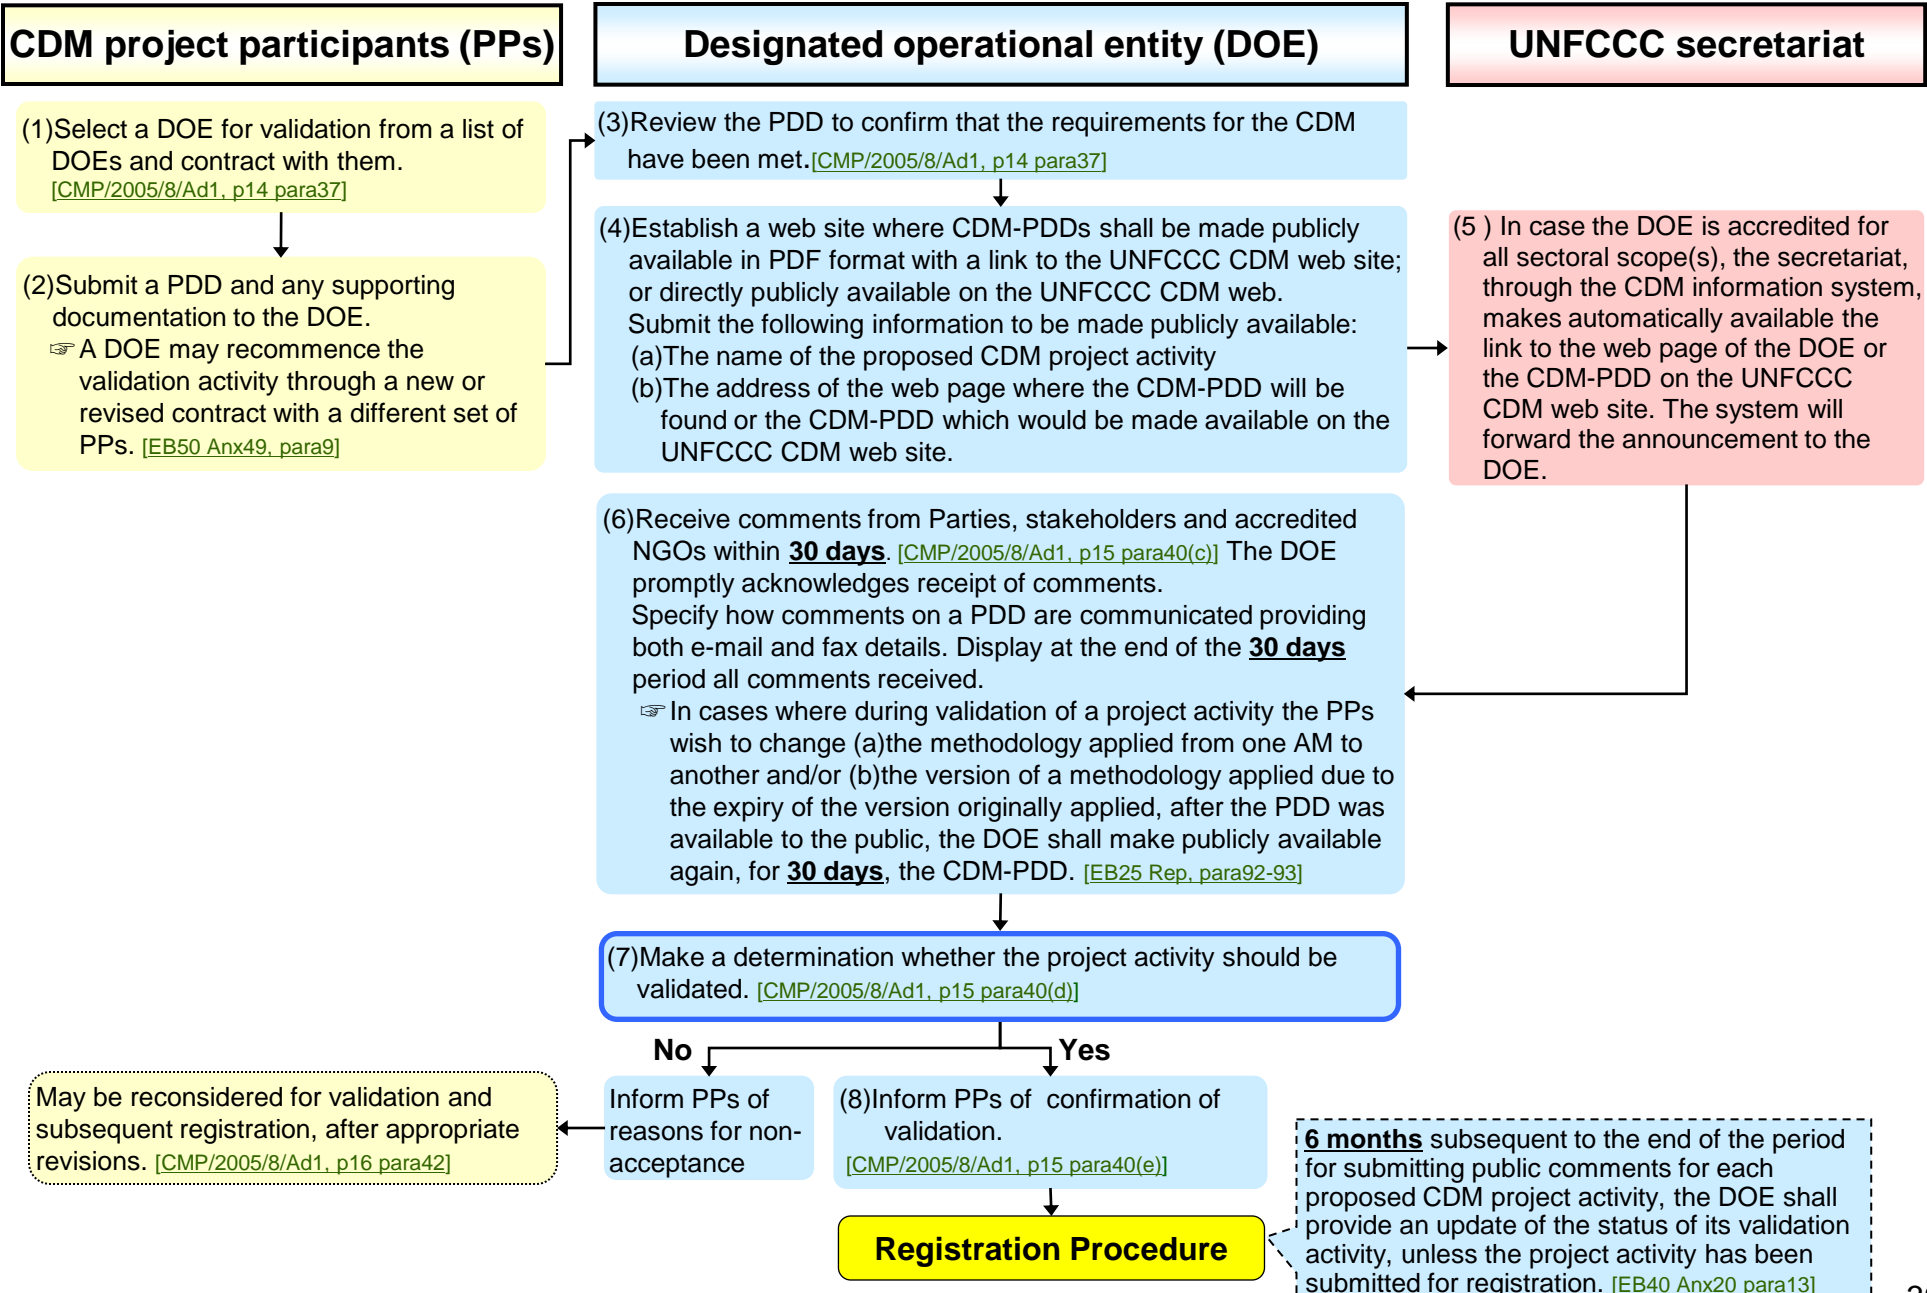 CDM project participants (PPs)
Designated operational entity (DOE)
UNFCCC secretariat
(1)Select a DOE for validation from a list of
DOEs and contract with them.
[CMP/2005/8/Ad1, p14 para37]
(2)Submit a PDD and any supporting
documentation to the DOE.
☞A DOE may recommence the
validation activity through a new or
revised contract with a different set of
PPs. [EB50 Anx49, para9]
(3)Review the PDD to confirm that the requirements for the CDM
have been met.[CMP/2005/8/Ad1, p14 para37]
(4)Establish a web site where CDM-PDDs shall be made publicly
available in PDF format with a link to the UNFCCC CDM web site;
or directly publicly available on the UNFCCC CDM web.
Submit the following information to be made publicly available:
(a)The name of the proposed CDM project activity
(b)The address of the web page where the CDM-PDD will be
found or the CDM-PDD which would be made available on the
UNFCCC CDM web site.
(5 ) In case the DOE is accredited for
all sectoral scope(s), the secretariat,
through the CDM information system,
makes automatically available the
link to the web page of the DOE or
the CDM-PDD on the UNFCCC
CDM web site. The system will
forward the announcement to the
DOE.
(6)Receive comments from Parties, stakeholders and accredited
NGOs within 30 days. [CMP/2005/8/Ad1, p15 para40(c)] The DOE
promptly acknowledges receipt of comments.
Specify how comments on a PDD are communicated providing
both e-mail and fax details. Display at the end of the 30 days
period all comments received.
☞In cases where during validation of a project activity the PPs
wish to change (a)the methodology applied from one AM to
another and/or (b)the version of a methodology applied due to
the expiry of the version originally applied, after the PDD was
available to the public, the DOE shall make publicly available
again, for 30 days, the CDM-PDD. [EB25 Rep, para92-93]
(7)Make a determination whether the project activity should be
validated. [CMP/2005/8/Ad1, p15 para40(d)]
No
Yes
May be reconsidered for validation and
subsequent registration, after appropriate
revisions. [CMP/2005/8/Ad1, p16 para42]
Inform PPs of
reasons for non-
acceptance
(8)Inform PPs of confirmation of
validation.
[CMP/2005/8/Ad1, p15 para40(e)]
Registration Procedure
6 months subsequent to the end of the period
for submitting public comments for each
proposed CDM project activity, the DOE shall
provide an update of the status of its validation
activity, unless the project activity has been
submitted for registration. [EB40 Anx20 para13]